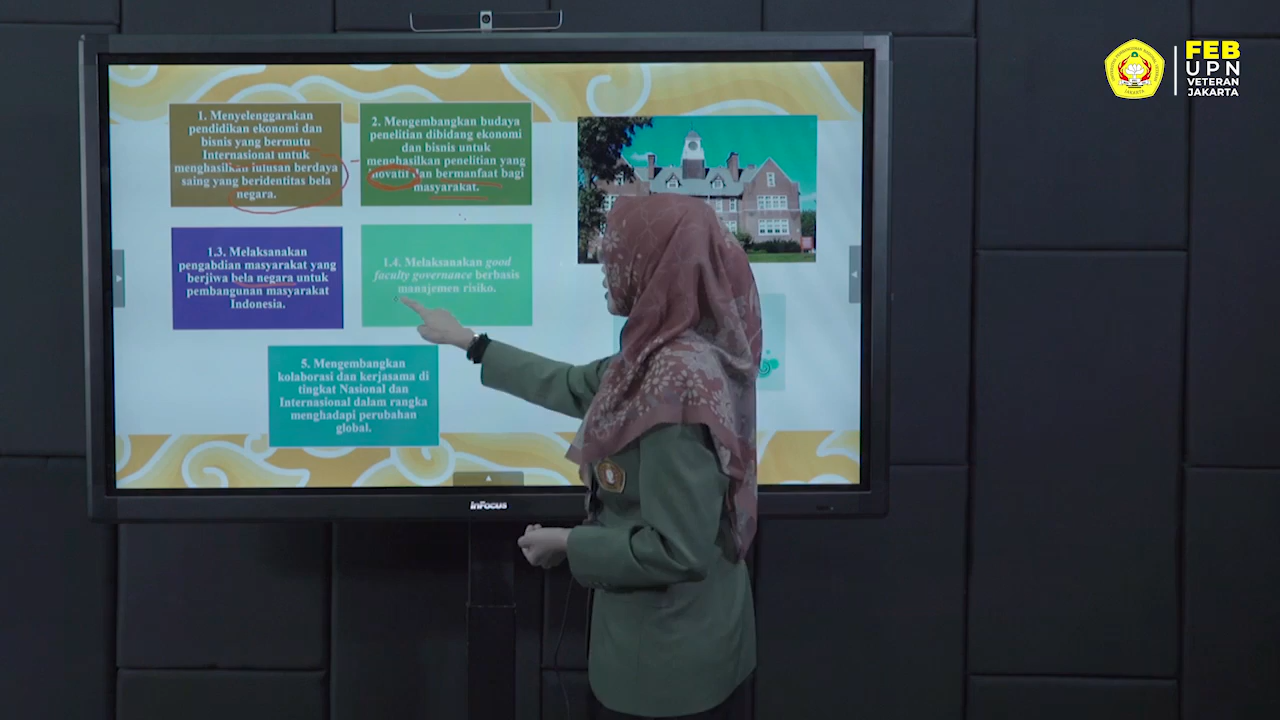 1. Menyelenggarakan
pendidikan ekonomi dan
bisnis yang bermutu
Internasional untuk
menghasilkan lulusan berdaya
saing yang beridentitas bela
negara.
2. Mengembangkan budaya
penelitian dibidang ekonomi
dan bisnis untuk
menghasilkan penelitian yang
inovatif dan bermanfaat bagi
masyarakat.
1.3. Melaksanakan
pengabdian masyarakat yang
berjiwa bela negara untuk
pembangunan masyarakat
Indonesia.
1.4. Melaksanakan good
faculty governance berbasis
manajemen risiko.
5. Mengembangkan
kolaborasi dan kerjasama di
tingkat Nasional dan
Internasional dalam rangka
menghadapi perubahan
global.
InFocus
FEB
UPN
VETERAN
JAKARTA
JAKARTA